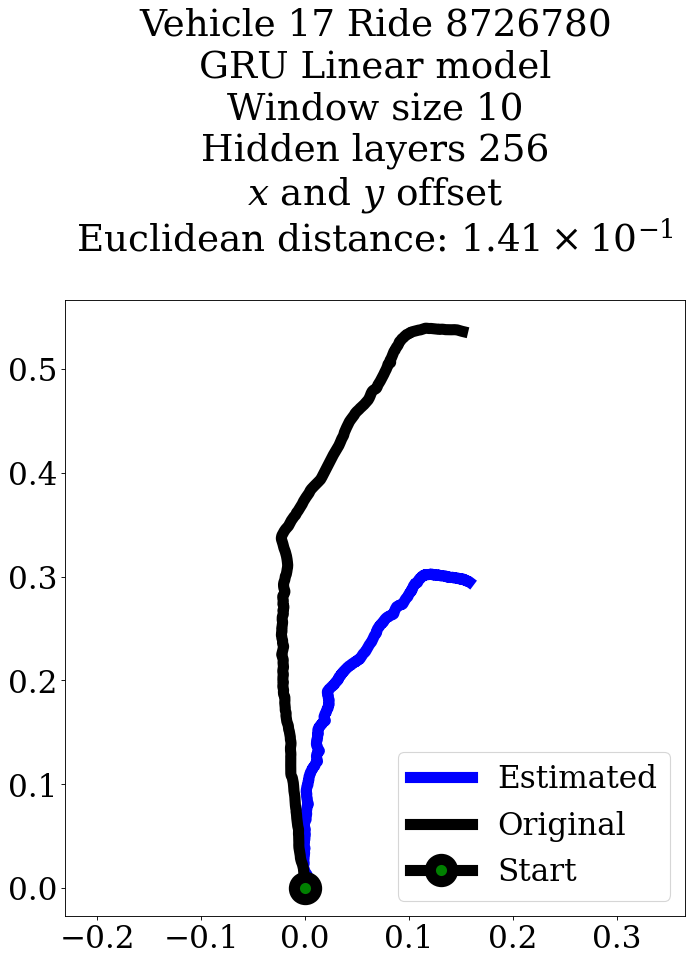 Vehicle 17 Ride 8726780
GRU Linear model
Window size 10
Hidden layers 256
x and y offset
Euclidean distance: 1.41 × 10⁻¹
0.5
0.4
0.3
0.2
0.1
0.0
Estimated
Original
Start
−0.2 −0.1 0.0 0.1 0.2 0.3